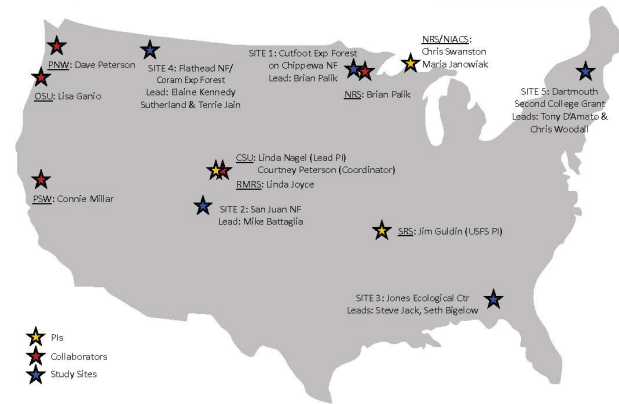 NRS/NIACS:
Chris Swanston
Maria Janowiak
SITE 1: Cutfoot Exp Forest
on Chippewa NF
Lead: Brian Palik
PNW: Dave Peterson
SITE 4: Flathead NF/
Coram Exp Forest
Lead: Elaine Kennedy
Sutherland & Terrie Jain
OSU: Lisa Ganio
NRS: Brian Palik
SITE 5: Dartmouth
Second College Grant
Leads: Tony D'Amato &
Chris Woodall
CSU: Linda Nagel (Lead PI)
Courtney Peterson (Coordinator)
RMRS: Linda Joyce
PSW: Connie Millar
SITE 2: San Juan NF
Lead: Mike Battaglia
SRS: Jim Guldin (USFS PI)
SITE 3: Jones Ecological Ctr
Leads: Steve Jack, Seth Bigelow
PIs
Collaborators
Study Sites